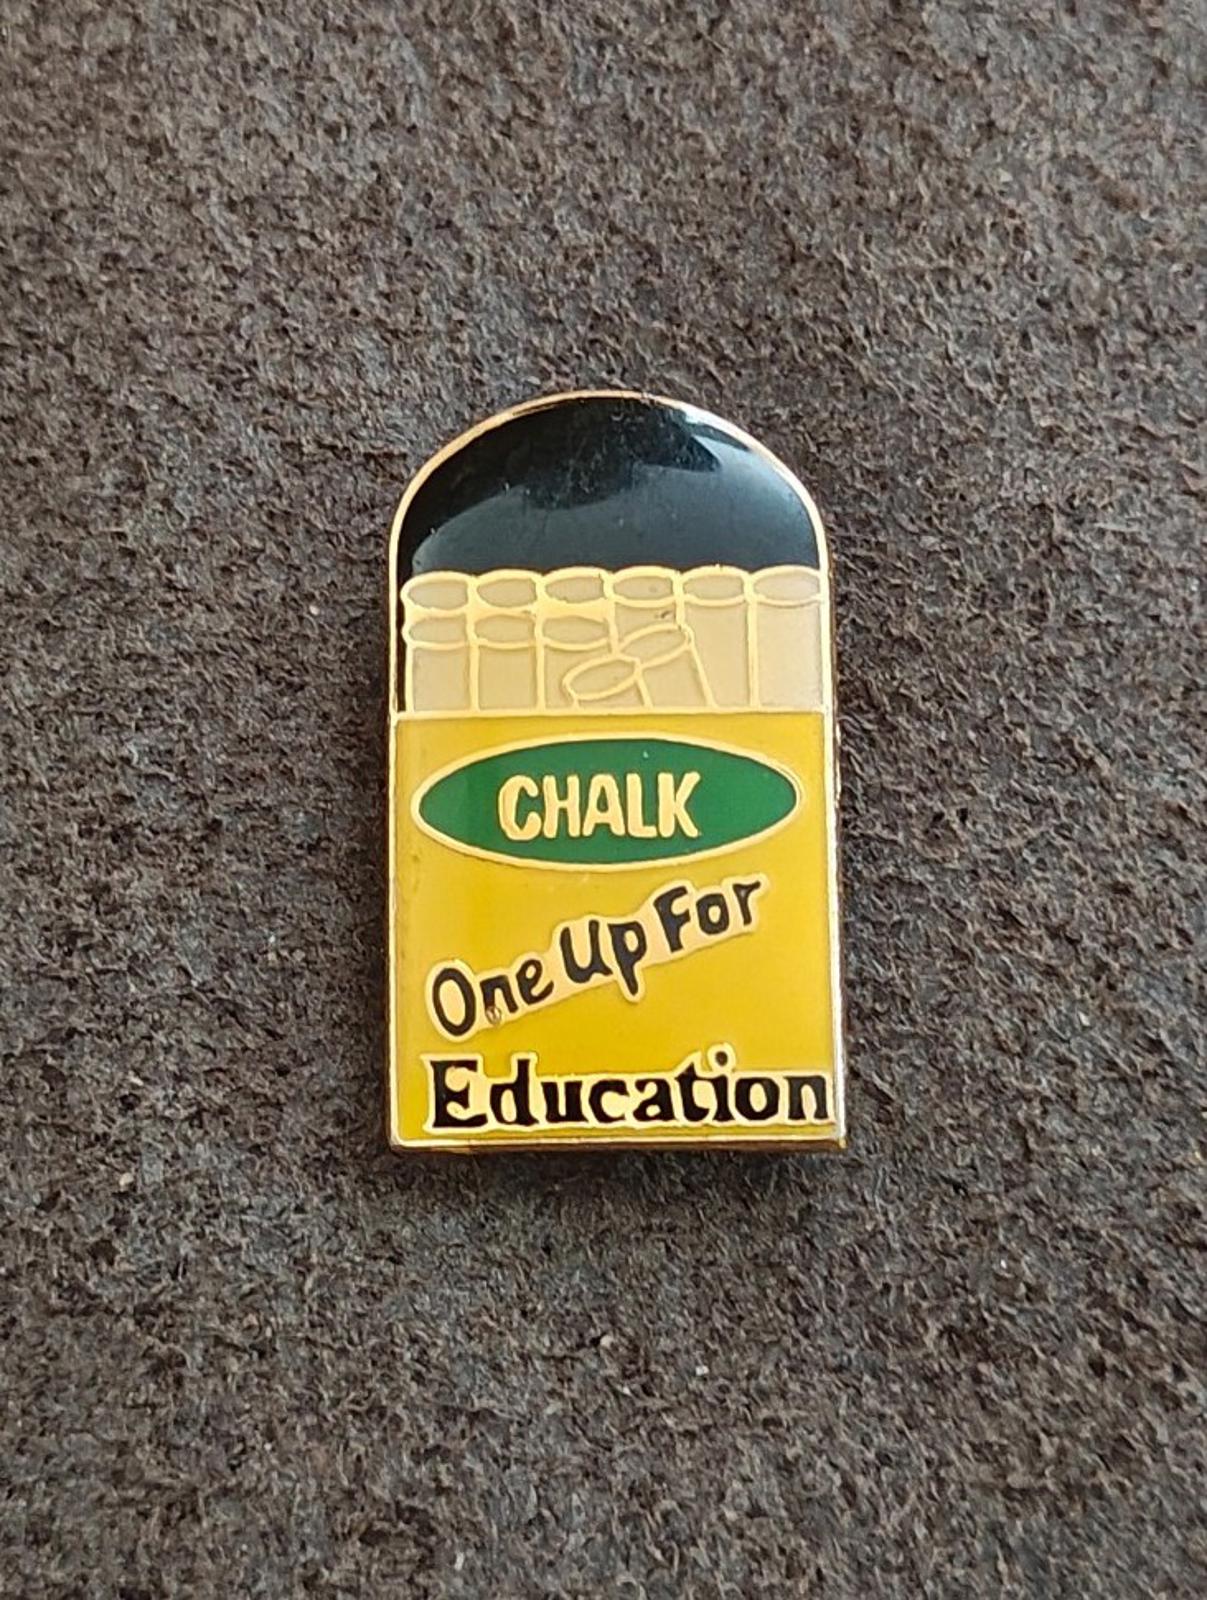 CHALK
One Up For
Education